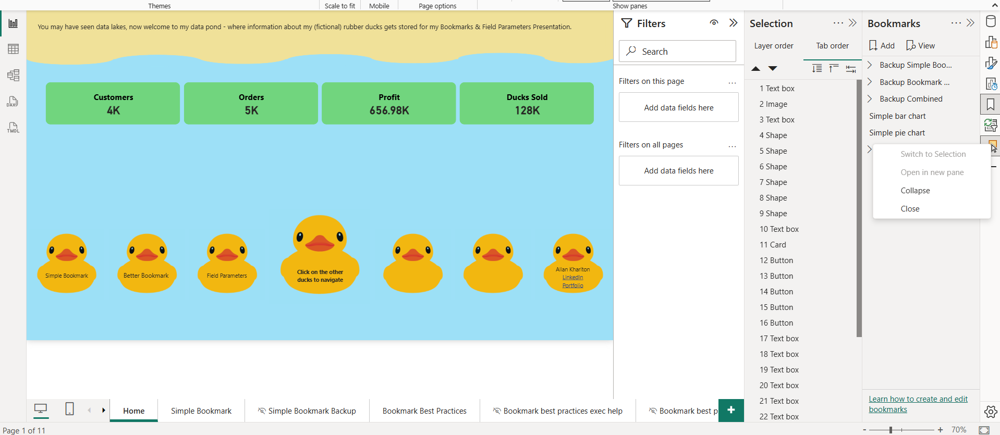 Themes
Scale to fit
Mobile
Page options
Show panes
You may have seen data lakes, now welcome to my data pond - where information about my (fictional) rubber ducks gets stored for my Bookmarks & Field Parameters Presentation.
Customers
4K
Orders
5K
Profit
656.98K
Ducks Sold
128K
Simple Bookmark
Better Bookmark
Field Parameters
Click on the other
ducks to navigate
Allan Khariton
LinkedIn
Portfolio
DAX
TMDL
Filters
Search
Filters on this page
...
Add data fields here
Filters on all pages
...
Add data fields here
Selection
Layer order
Tab order
1 Text box
2 Image
3 Text box
4 Shape
5 Shape
6 Shape
7 Shape
8 Shape
9 Shape
10 Text box
11 Card
12 Button
13 Button
14 Button
15 Button
16 Button
17 Text box
18 Text box
19 Text box
20 Text box
21 Text box
22 Text box
Bookmarks
Add
View
Backup Simple Boo...
Backup Bookmark ...
Backup Combined
Simple bar chart
Simple pie chart
Switch to Selection
Open in new pane
Collapse
Close
Learn how to create and edit
bookmarks
Home
Simple Bookmark
Simple Bookmark Backup
Bookmark Best Practices
Bookmark best practices exec help
Bookmark best p
+
Page 1 of 11
- + 70%